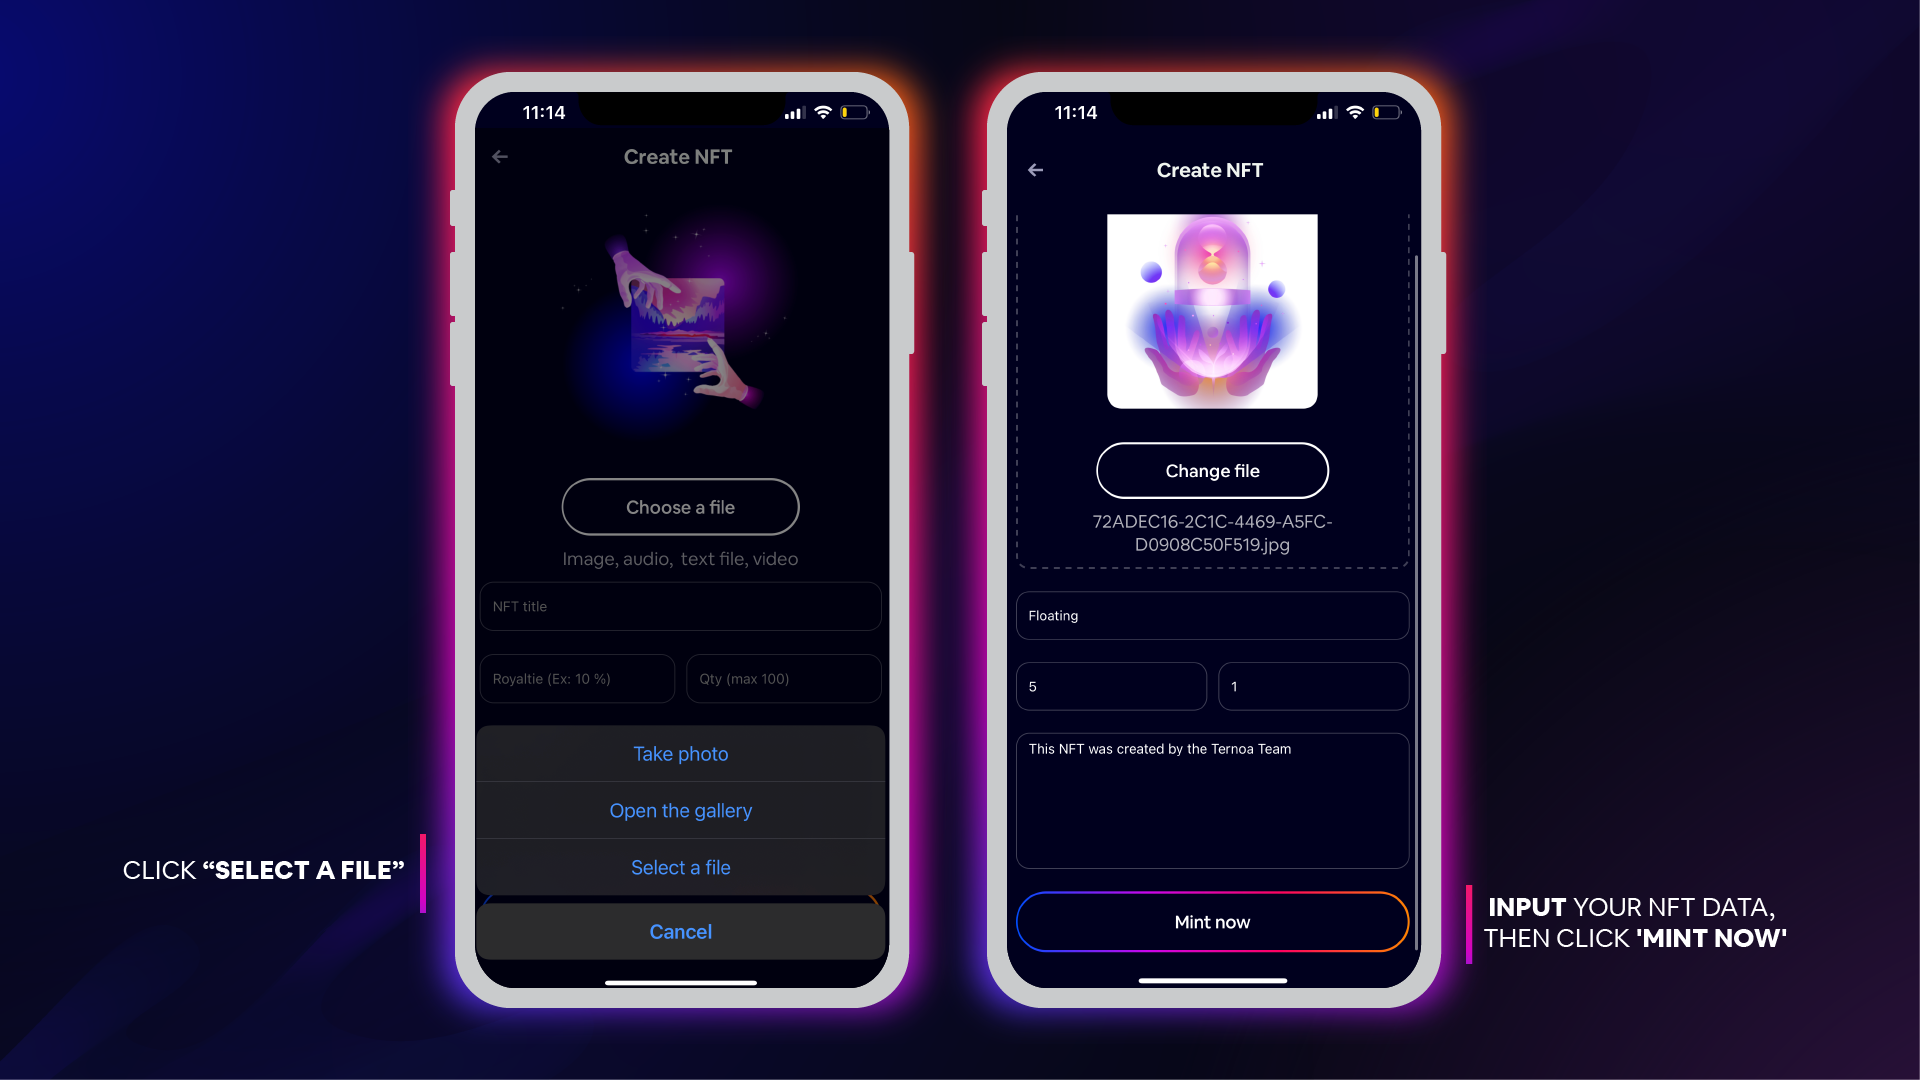 11:14
Create NFT
Choose a file
Image, audio, text file, video
NFT title
Royaltie (Ex: 10 %)
Qty (max 100)
Take photo
Open the gallery
Select a file
Cancel
CLICK “SELECT A FILE”
11:14
Create NFT
Change file
72ADEC16-2C1C-4469-A5FC-
D0908C50F519.jpg
Floating
5
1
This NFT was created by the Ternoa Team
Mint now
INPUT YOUR NFT DATA,
THEN CLICK 'MINT NOW'